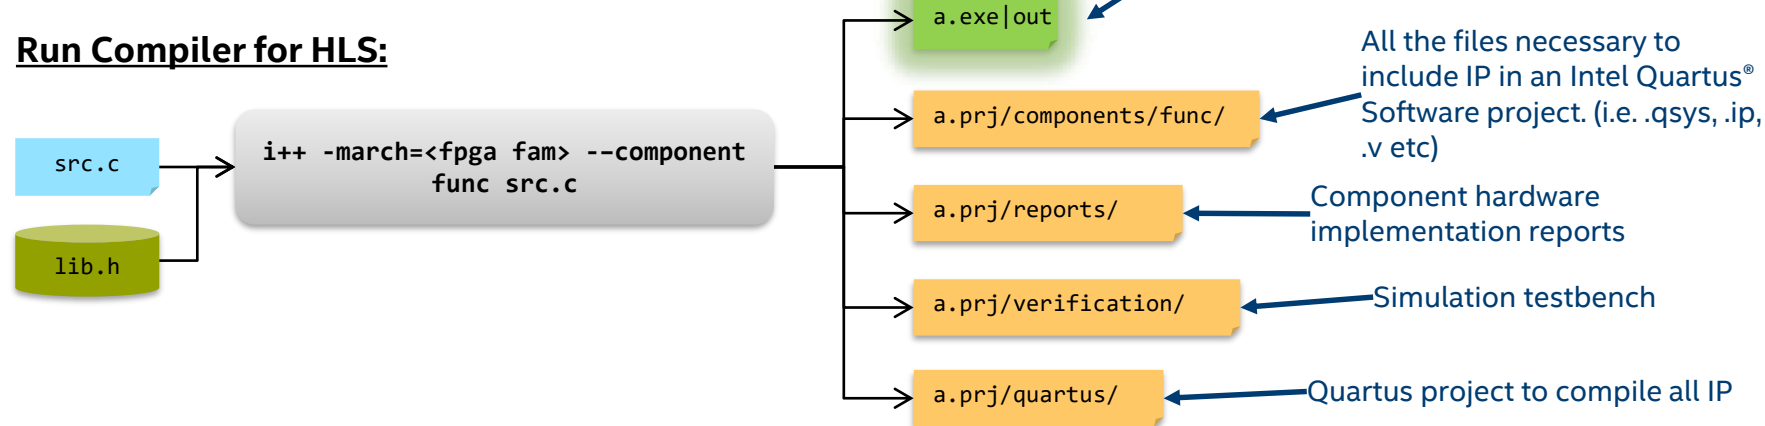 a.exe|out
Run Compiler for HLS:
All the files necessary to
include IP in an Intel Quartus®
Software project. (i.e. .qsys, .ip,
.v etc)
a.prj/components/func/
src.c
i++ -march=<fpga fam> --component
func src.c
a.prj/reports/
Component hardware
implementation reports
lib.h
a.prj/verification/
Simulation testbench
a.prj/quartus/
Quartus project to compile all IP